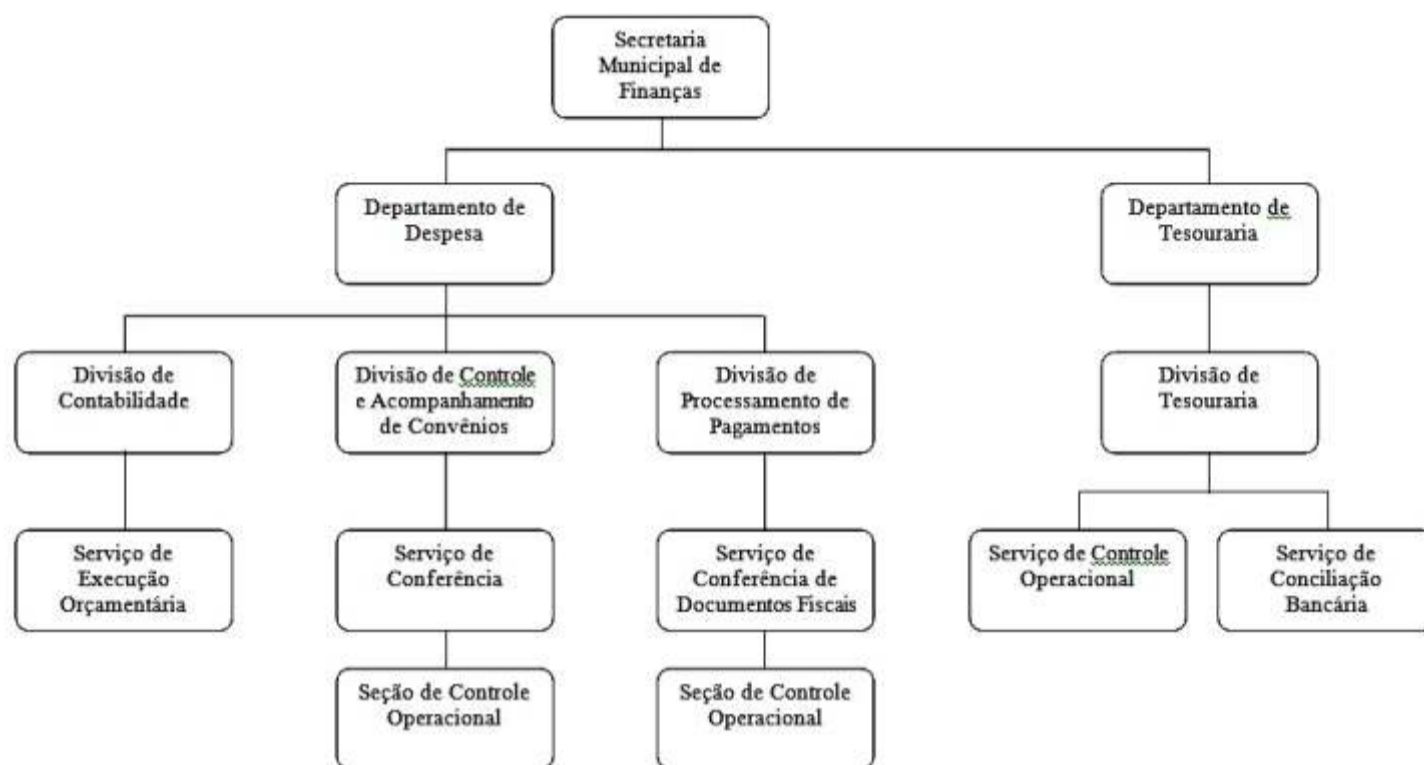 Secretaria
Municipal de
Finanças
Departamento de
Despesa
Departamento de
Tesouraria
Divisão de
Contabilidade
Divisão de Controle
e Acompanhamento
de Convênios
Divisão de
Processamento de
Pagamentos
Divisão de
Tesouraria
Serviço de
Execução
Orçamentária
Serviço de
Conferência
Serviço de
Conferência de
Documentos Fiscais
Serviço de Controle
Operacional
Serviço de
Conciliação
Bancária
Seção de Controle
Operacional
Seção de Controle
Operacional